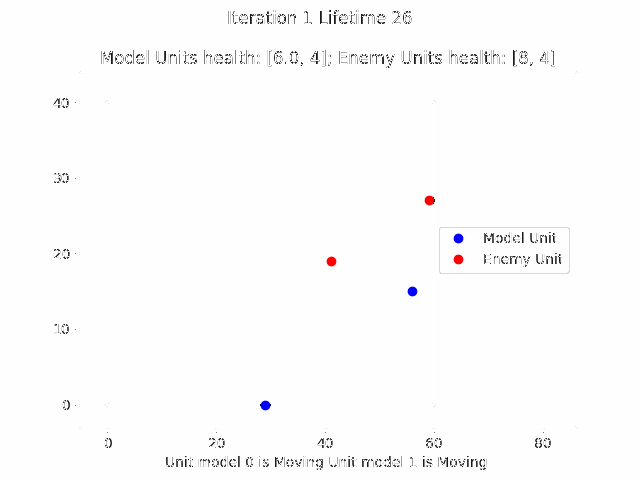 Iteration 1 Lifetime 26
Model Units health: [6.0, 4]; Enemy Units health: [8, 4]
40
30
20
10
0
Model Unit
Enemy Unit
0 20 40 60 80
Unit model 0 is Moving Unit model 1 is Moving